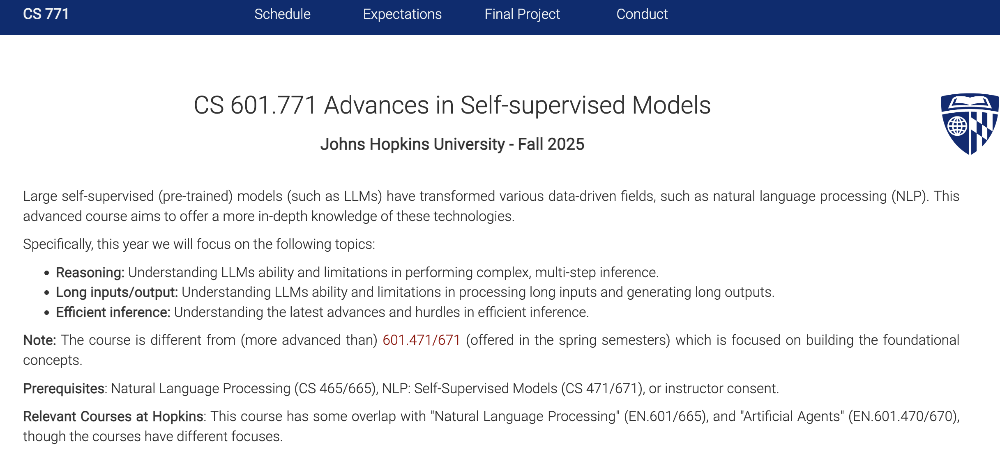 CS 771 Schedule Expectations Final Project Conduct
CS 601.771 Advances in Self-supervised Models
Johns Hopkins University - Fall 2025
Large self-supervised (pre-trained) models (such as LLMs) have transformed various data-driven fields, such as natural language processing (NLP). This
advanced course aims to offer a more in-depth knowledge of these technologies.
Specifically, this year we will focus on the following topics:
• Reasoning: Understanding LLMs ability and limitations in performing complex, multi-step inference.
• Long inputs/output: Understanding LLMs ability and limitations in processing long inputs and generating long outputs.
• Efficient inference: Understanding the latest advances and hurdles in efficient inference.
Note: The course is different from (more advanced than) 601.471/671 (offered in the spring semesters) which is focused on building the foundational
concepts.
Prerequisites: Natural Language Processing (CS 465/665), NLP: Self-Supervised Models (CS 471/671), or instructor consent.
Relevant Courses at Hopkins: This course has some overlap with "Natural Language Processing" (EN.601/665), and "Artificial Agents" (EN.601.470/670),
though the courses have different focuses.